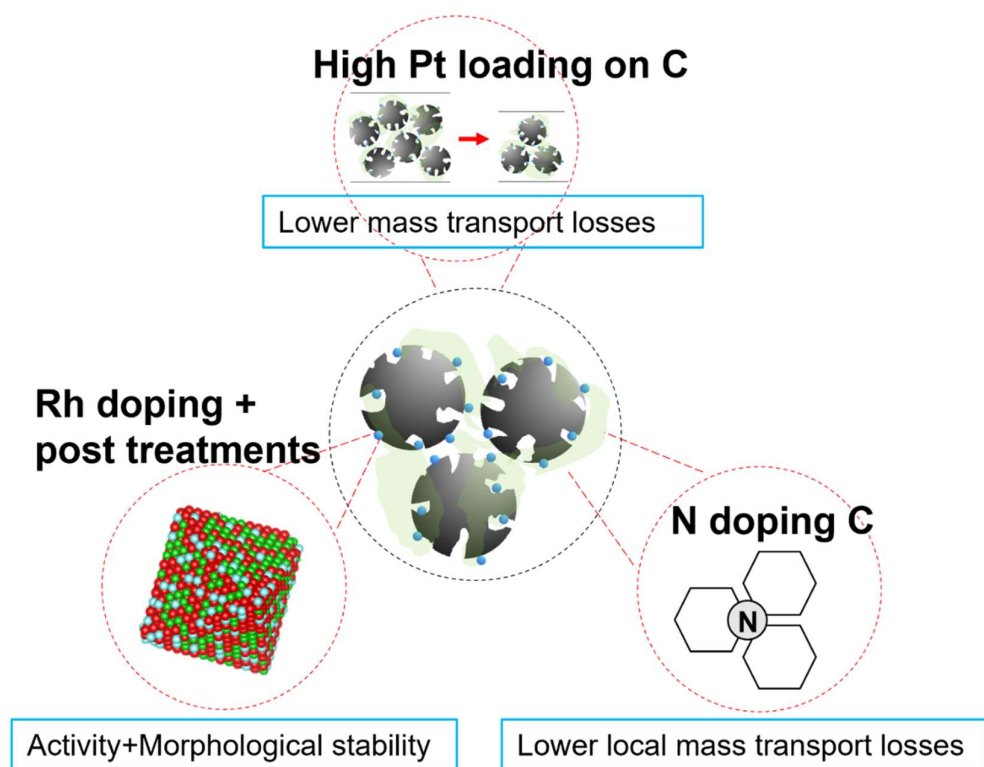 High Pt loading on C
Lower mass transport losses
Rh doping +
post treatments
N doping C
N
Activity+Morphological stability
Lower local mass transport losses